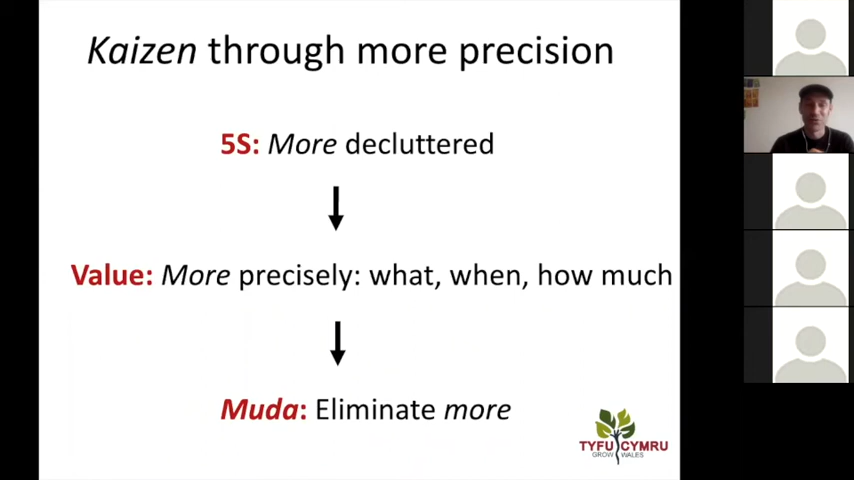 Kaizen through more precision
5S: More decluttered
Value: More precisely: what, when, how much
Muda: Eliminate more
TYFU CYMRU
GROW WALES